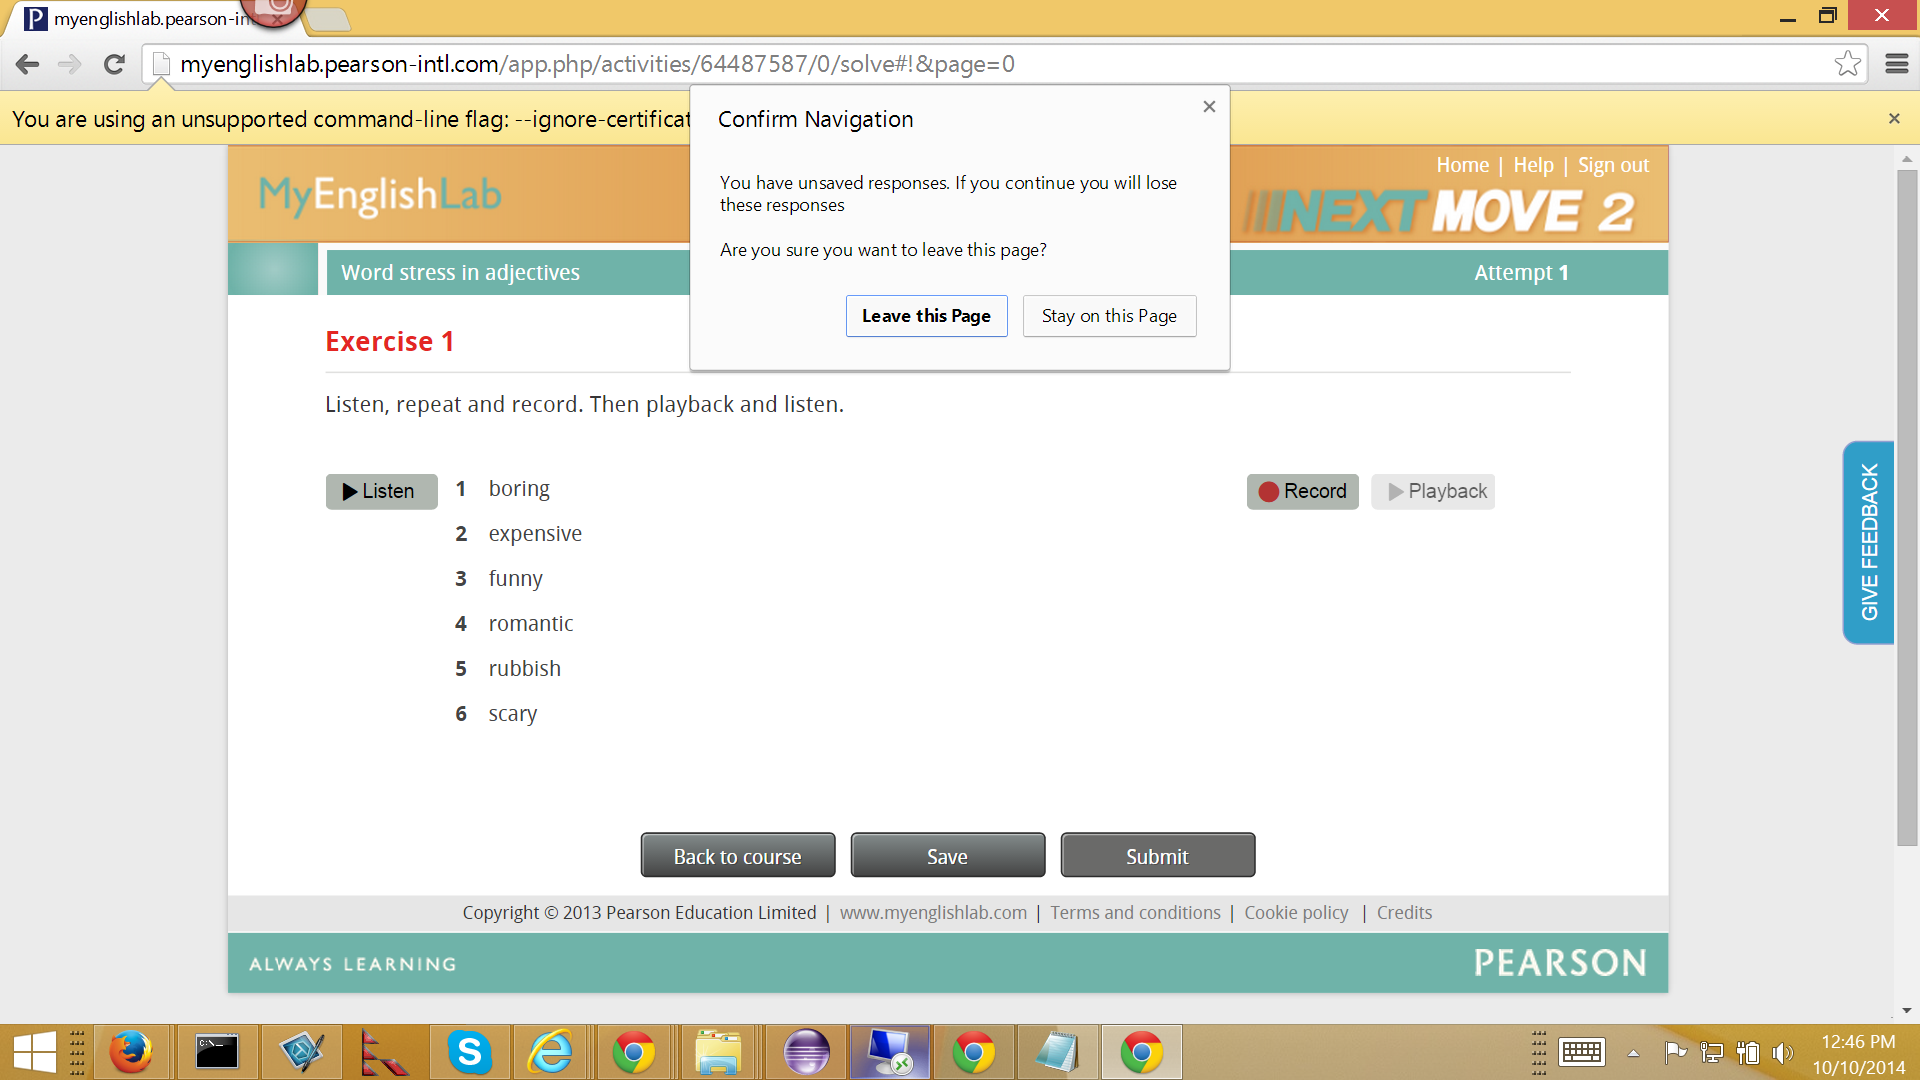 myenglishlab.pearson-in
myenglishlab.pearson-intl.com/app.php/activities/64487587/0/solve#!&page=0
You are using an unsupported command-line flag: --ignore-certificat
Confirm Navigation
You have unsaved responses. If you continue you will lose
these responses
Are you sure you want to leave this page?
Leave this Page
Stay on this Page
MyEnglishLab
Home | Help | Sign out
NEXT MOVE 2
Word stress in adjectives
Attempt 1
Exercise 1
Listen, repeat and record. Then playback and listen.
Listen
1 boring
Record
Playback
2 expensive
3 funny
4 romantic
5 rubbish
6 scary
GIVE FEEDBACK
Back to course
Save
Submit
Copyright © 2013 Pearson Education Limited | www.myenglishlab.com | Terms and conditions | Cookie policy | Credits
ALWAYS LEARNING
PEARSON
12:46 PM
10/10/2014